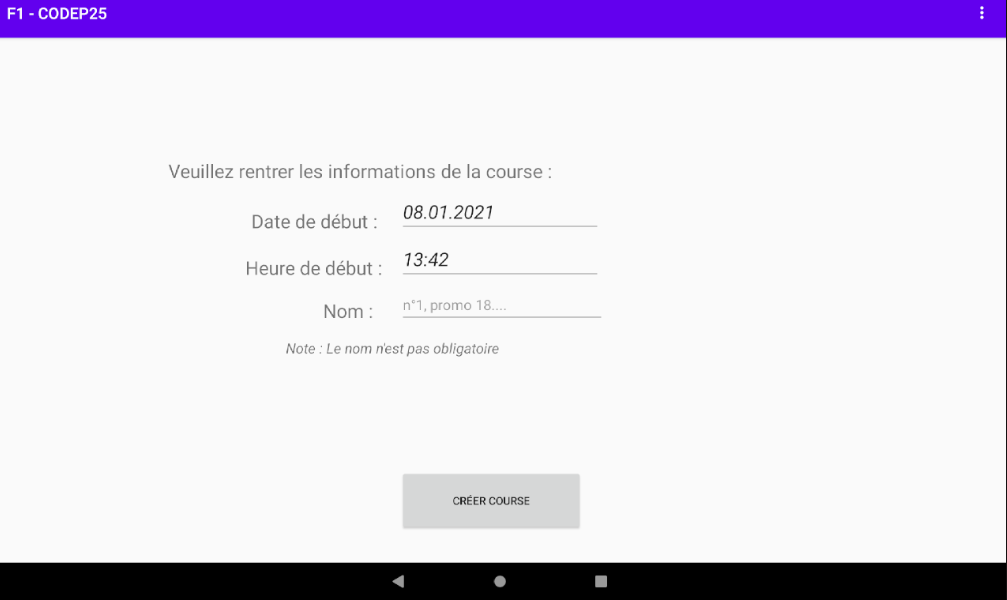 F1 - CODEP25
Veuillez rentrer les informations de la course :
Date de début : 08.01.2021
Heure de début : 13:42
Nom : n°1, promo 18....
Note : Le nom n'est pas obligatoire
CRÉER COURSE